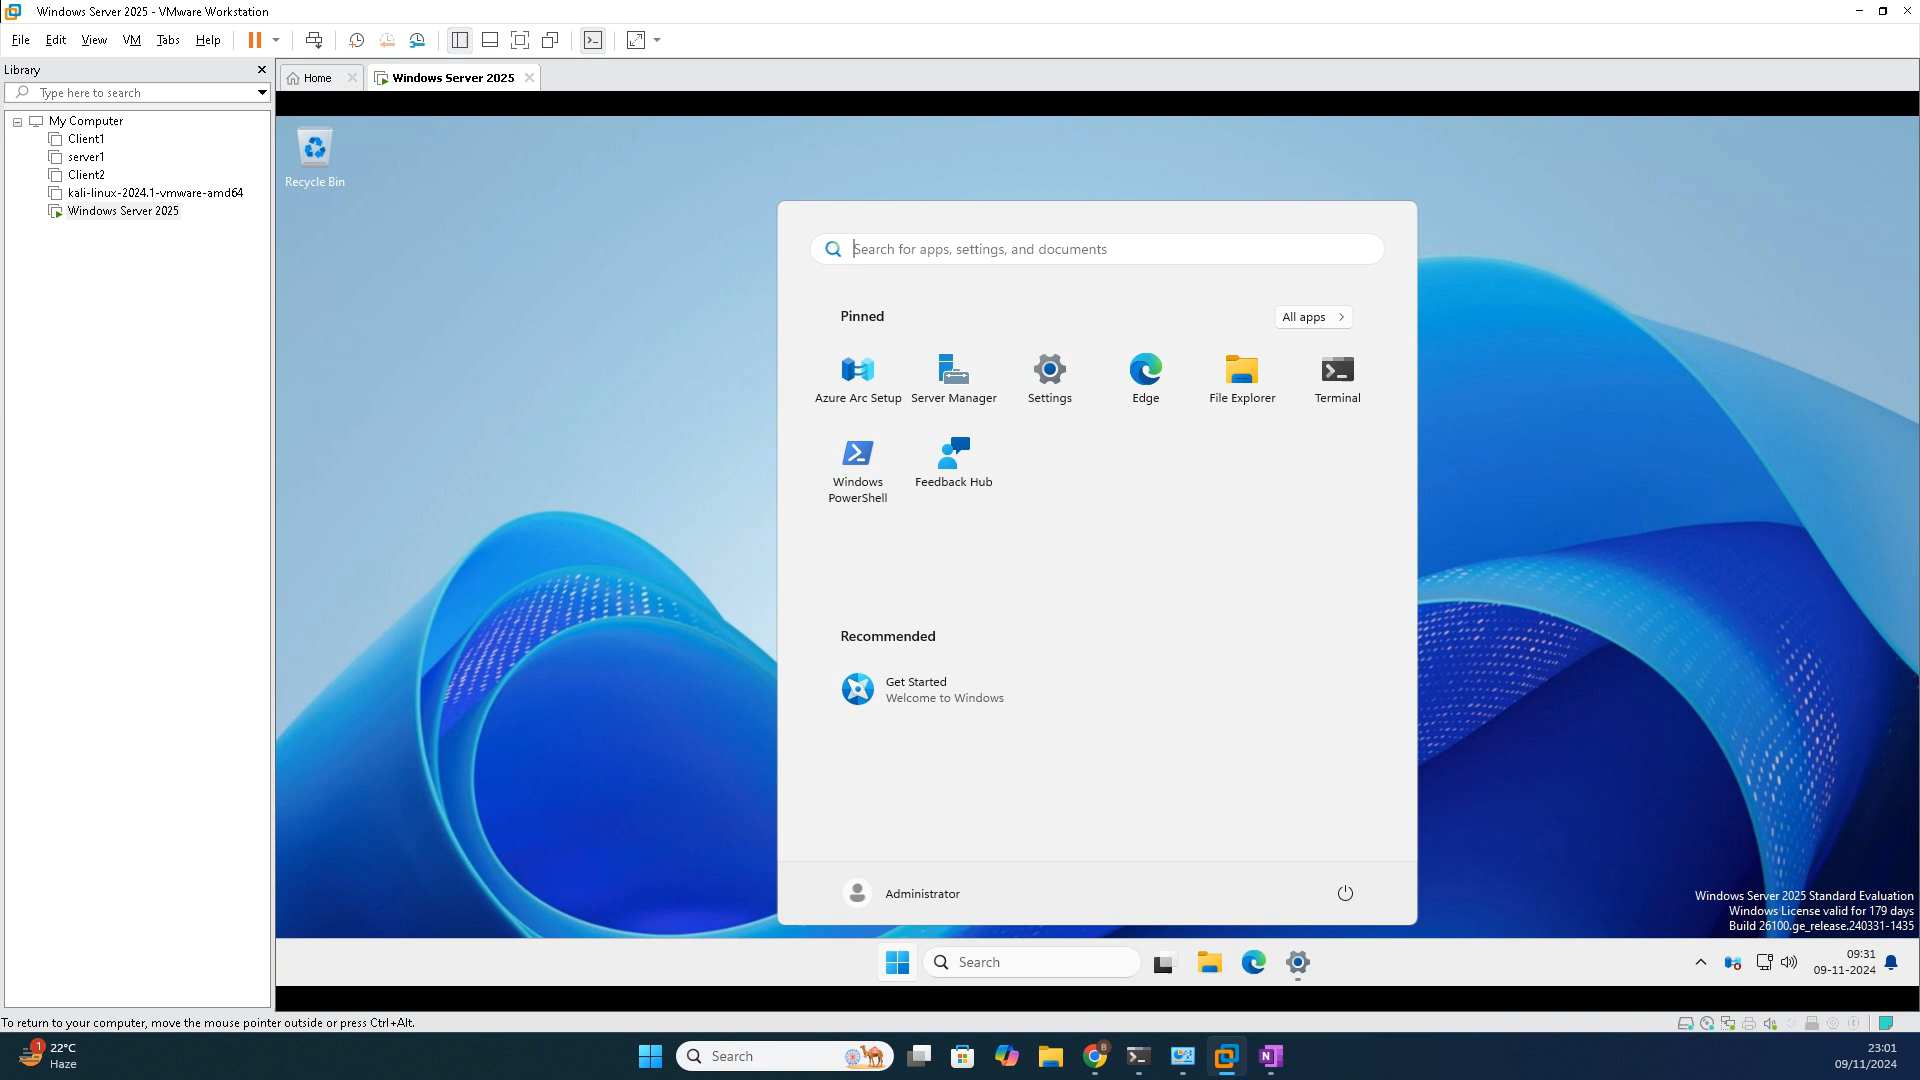 Windows Server 2025 - VMware Workstation
File Edit View VM Tabs Help
Library
Type here to search
My Computer
Client1
server1
Client2
kali-linux-2024.1-vmware-amd64
Windows Server 2025
Home
Windows Server 2025
Recycle Bin
Search for apps, settings, and documents
Pinned
All apps
Azure Arc Setup
Server Manager
Settings
Edge
File Explorer
Terminal
Windows
PowerShell
Feedback Hub
Recommended
Get Started
Welcome to Windows
Administrator
Windows Server 2025 Standard Evaluation
Windows License valid for 179 days
Build 26100.ge_release.240331-1435
Search
09:31
09-11-2024
To return to your computer, move the mouse pointer outside or press Ctrl+Alt.
1
22°C
Haze
Search
B
N
23:01
09/11/2024